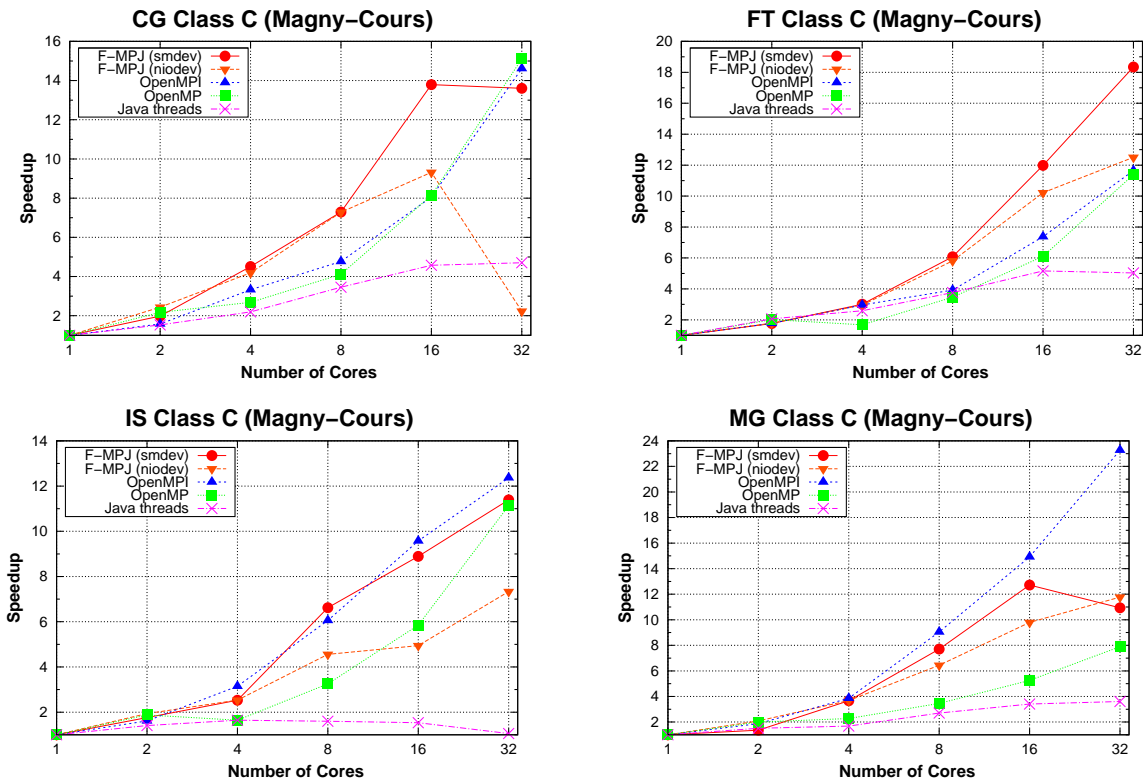 CG Class C (Magny−Cours)
16
14
12
10
8
6
4
2
Speedup
F−MPJ (smdev)
F−MPJ (niodev)
OpenMPI
OpenMP
Java threads
1 2 4 8 16 32
Number of Cores
FT Class C (Magny−Cours)
20
18
16
14
12
10
8
6
4
2
Speedup
F−MPJ (smdev)
F−MPJ (niodev)
OpenMPI
OpenMP
Java threads
1 2 4 8 16 32
Number of Cores
IS Class C (Magny−Cours)
14
12
10
8
6
4
2
Speedup
F−MPJ (smdev)
F−MPJ (niodev)
OpenMPI
OpenMP
Java threads
1 2 4 8 16 32
Number of Cores
MG Class C (Magny−Cours)
24
22
20
18
16
14
12
10
8
6
4
2
Speedup
F−MPJ (smdev)
F−MPJ (niodev)
OpenMPI
OpenMP
Java threads
1 2 4 8 16 32
Number of Cores